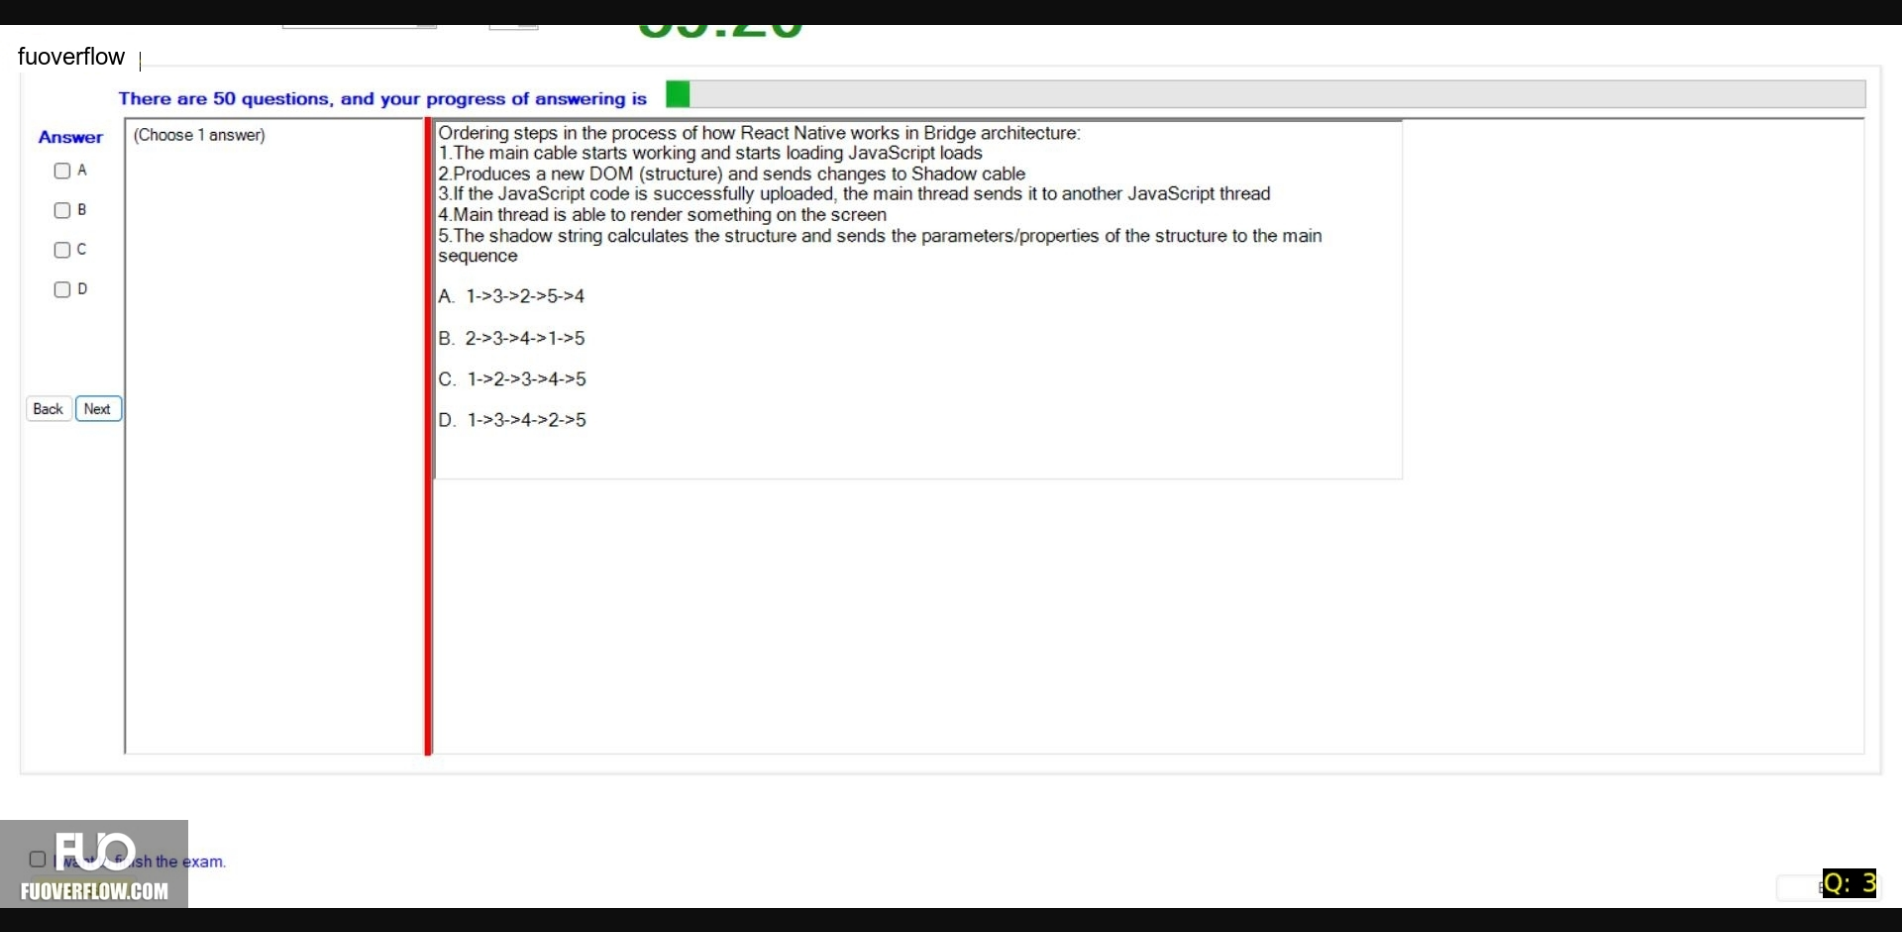 fuoverflow
There are 50 questions, and your progress of answering is
Answer
A
B
C
D
Back Next
(Choose 1 answer)
Ordering steps in the process of how React Native works in Bridge architecture:
1.The main cable starts working and starts loading JavaScript loads
2.Produces a new DOM (structure) and sends changes to Shadow cable
3.If the JavaScript code is successfully uploaded, the main thread sends it to another JavaScript thread
4.Main thread is able to render something on the screen
5.The shadow string calculates the structure and sends the parameters/properties of the structure to the main
sequence
A. 1->3->2->5->4
B. 2->3->4->1->5
C. 1->2->3->4->5
D. 1->3->4->2->5
FUO
the exam.
FUOVERFLOW.COM
Q: 3